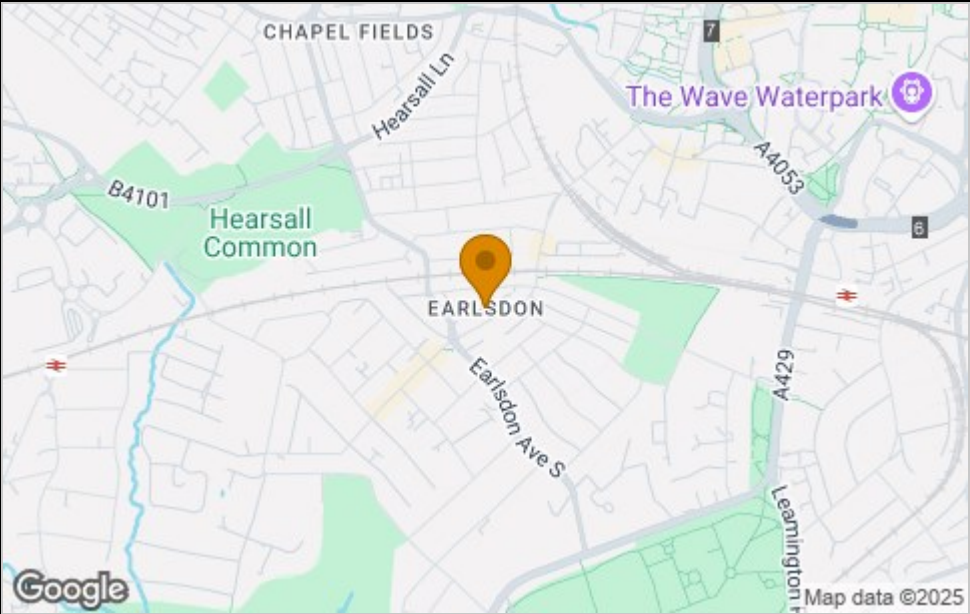 CHAPEL FIELDS
7
Hearsall Ln
The Wave Waterpark
A4053
B4101
Hearsall
Common
6
EARLSDON
Earlsdon Ave S
A429
Leamington
Google
Map data ©2025